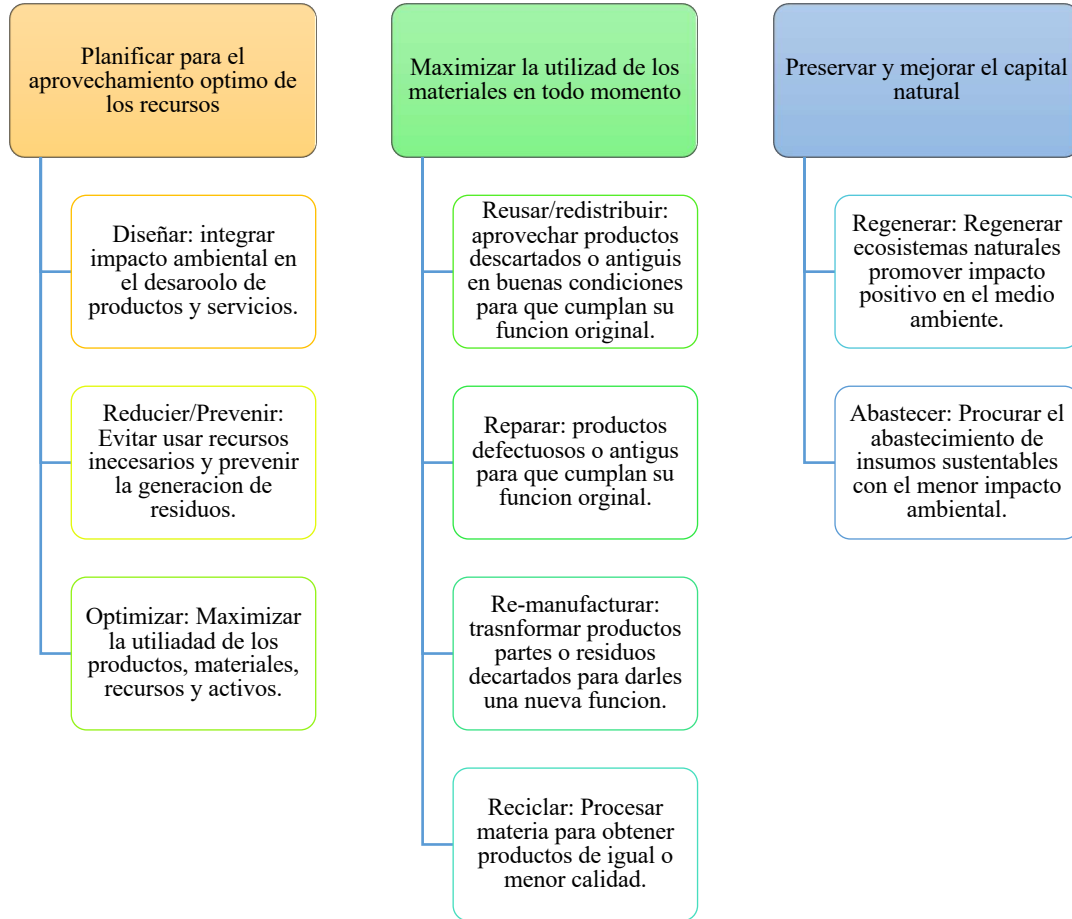 Planificar para el
aprovechamiento optimo de
los recursos
Diseñar: integrar
impacto ambiental en
el desaroolo de
productos y servicios.
Reducier/Prevenir:
Evitar usar recursos
inecesarios y prevenir
la generacion de
residuos.
Optimizar: Maximizar
la utiliadad de los
productos, materiales,
recursos y activos.
Maximizar la utilizad de los
materiales en todo momento
Reusar/redistribuir:
aprovechar productos
descartados o antiguis
en buenas condiciones
para que cumplan su
funcion original.
Reparar: productos
defectuosos o antigus
para que cumplan su
funcion orginal.
Re-manufacturar:
trasnformar productos
partes o residuos
decartados para darles
una nueva funcion.
Reciclar: Procesar
materia para obtener
productos de igual o
menor calidad.
Preservar y mejorar el capital
natural
Regenerar: Regenerar
ecosistemas naturales
promover impacto
positivo en el medio
ambiente.
Abastecer: Procurar el
abastecimiento de
insumos sustentables
con el menor impacto
ambiental.